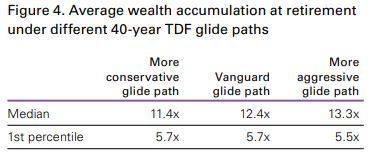 Figure 4. Average wealth accumulation at retirement
under different 40-year TDF glide paths
More conservative glide path Vanguard glide path More aggressive glide path
Median 11.4x 12.4x 13.3x
1st percentile 5.7x 5.7x 5.5x